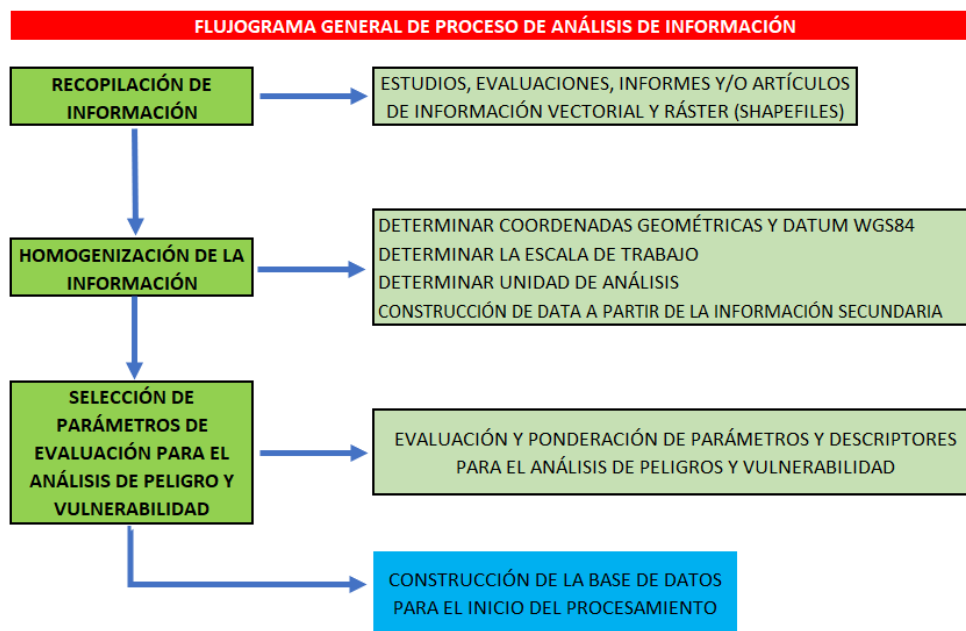 FLUJOGRAMA GENERAL DE PROCESO DE ANÁLISIS DE INFORMACIÓN
RECOPILACIÓN DE
INFORMACIÓN
ESTUDIOS, EVALUACIONES, INFORMES Y/O ARTÍCULOS
DE INFORMACIÓN VECTORIAL Y RÁSTER (SHAPEFILES)
HOMOGENIZACIÓN DE LA
INFORMACIÓN
DETERMINAR COORDENADAS GEOMÉTRICAS Y DATUM WGS84
DETERMINAR LA ESCALA DE TRABAJO
DETERMINAR UNIDAD DE ANÁLISIS
CONSTRUCCIÓN DE DATA A PARTIR DE LA INFORMACIÓN SECUNDARIA
SELECCIÓN DE
PARÁMETROS DE
EVALUACIÓN PARA EL
ANÁLISIS DE PELIGRO Y
VULNERABILIDAD
EVALUACIÓN Y PONDERACIÓN DE PARÁMETROS Y DESCRIPTORES
PARA EL ANÁLISIS DE PELIGROS Y VULNERABILIDAD
CONSTRUCCIÓN DE LA BASE DE DATOS
PARA EL INICIO DEL PROCESAMIENTO